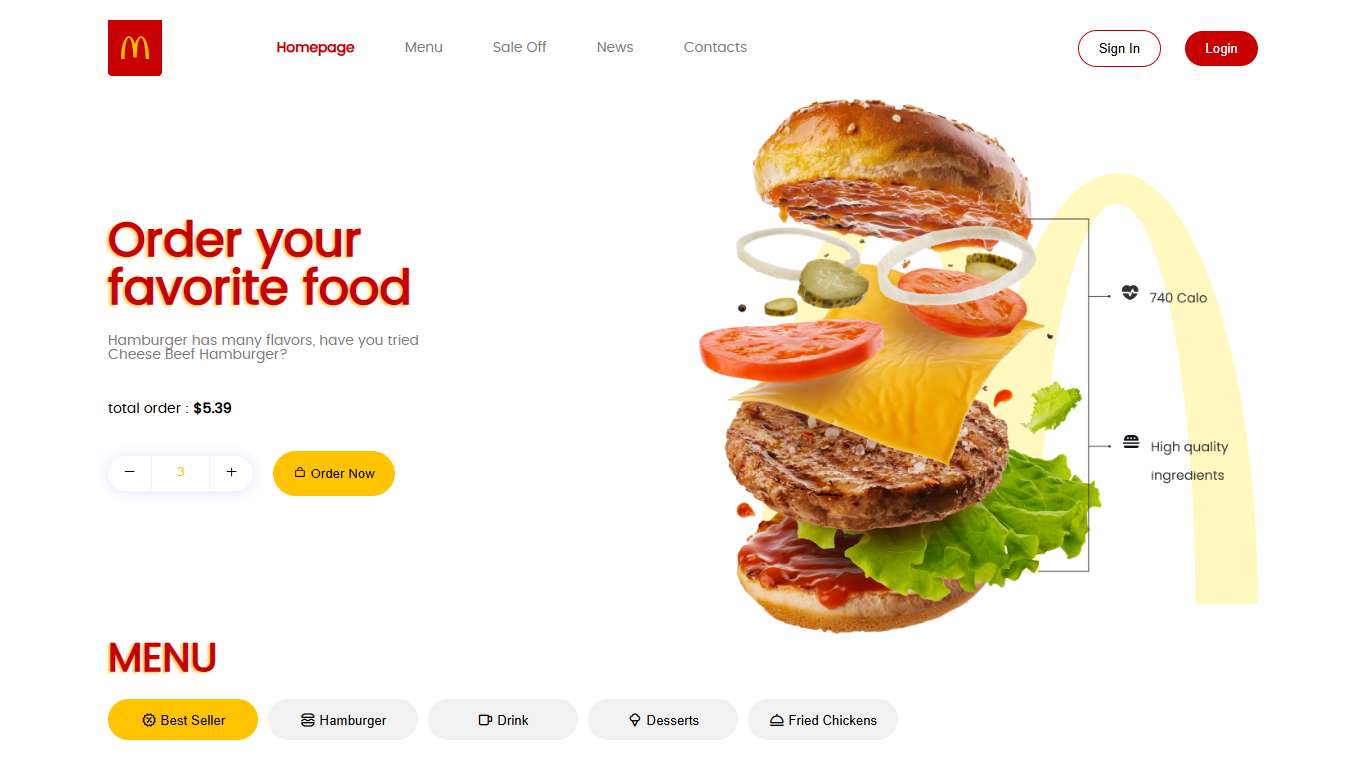 Homepage
Menu
Sale Off
News
Contacts
Sign In
Login
Order your
favorite food
Hamburger has many flavors, have you tried
Cheese Beef Hamburger?
total order : $5.39
− 3 +
Order Now
740 Calo
High quality
ingredients
MENU
Best Seller
Hamburger
Drink
Desserts
Fried Chickens